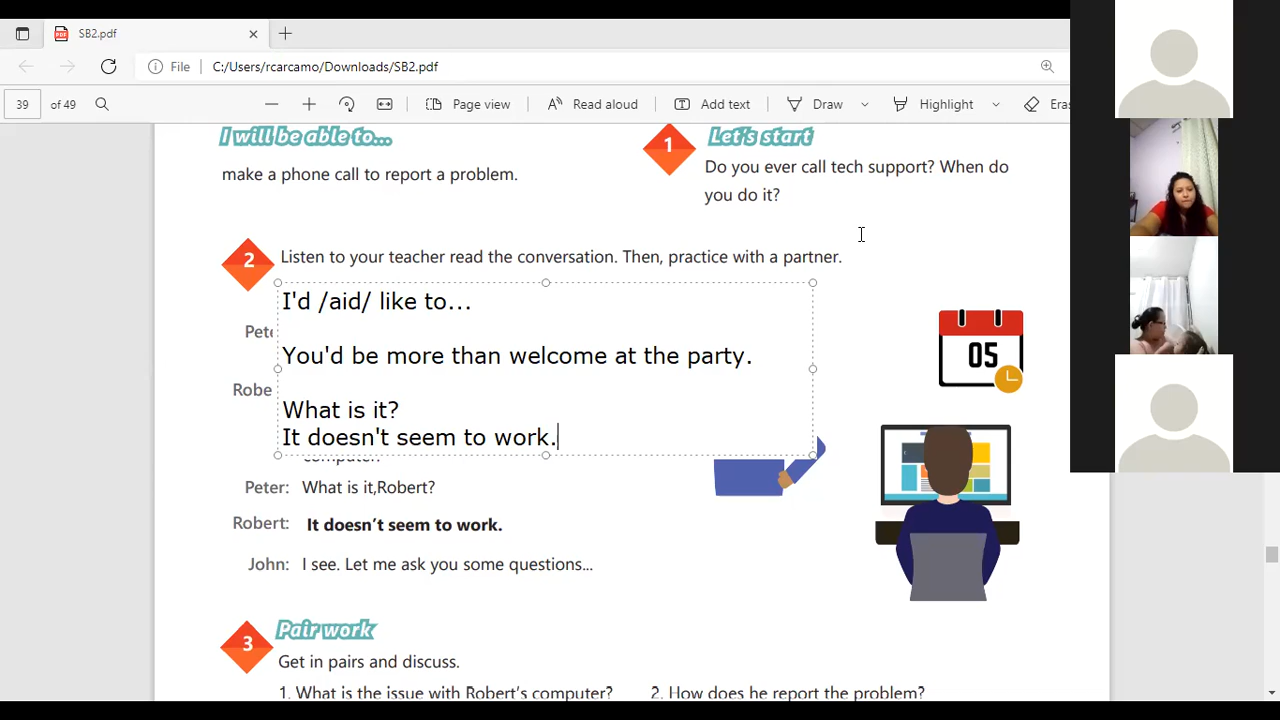 SB2.pdf
File C:/Users/rcarcamo/Downloads/SB2.pdf
39 of 49 Page view Read aloud Add text Draw Highlight
I will be able to...
make a phone call to report a problem.
1 Let's start
Do you ever call tech support? When do
you do it?
2 Listen to your teacher read the conversation. Then, practice with a partner.
I'd /aid/ like to...
You'd be more than welcome at the party.
What is it?
It doesn't seem to work.
05
computer.
Peter: What is it,Robert?
Robert: It doesn't seem to work.
John: I see. Let me ask you some questions...
3 Pair work
Get in pairs and discuss.
1. What is the issue with Robert's computer? 2. How does he report the problem?